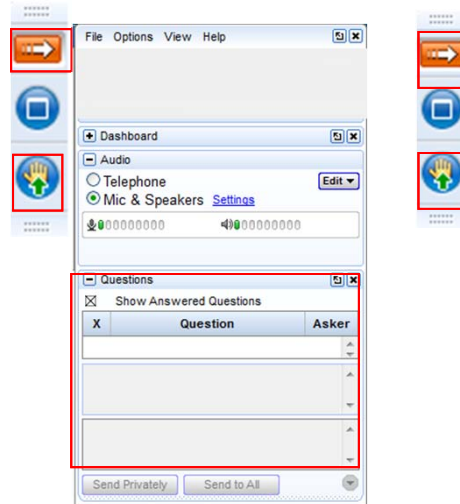 File Options View Help
Dashboard
Audio
Telephone
Edit
Mic & Speakers Settings
Questions
Show Answered Questions
X Question Asker
Send Privately Send to All